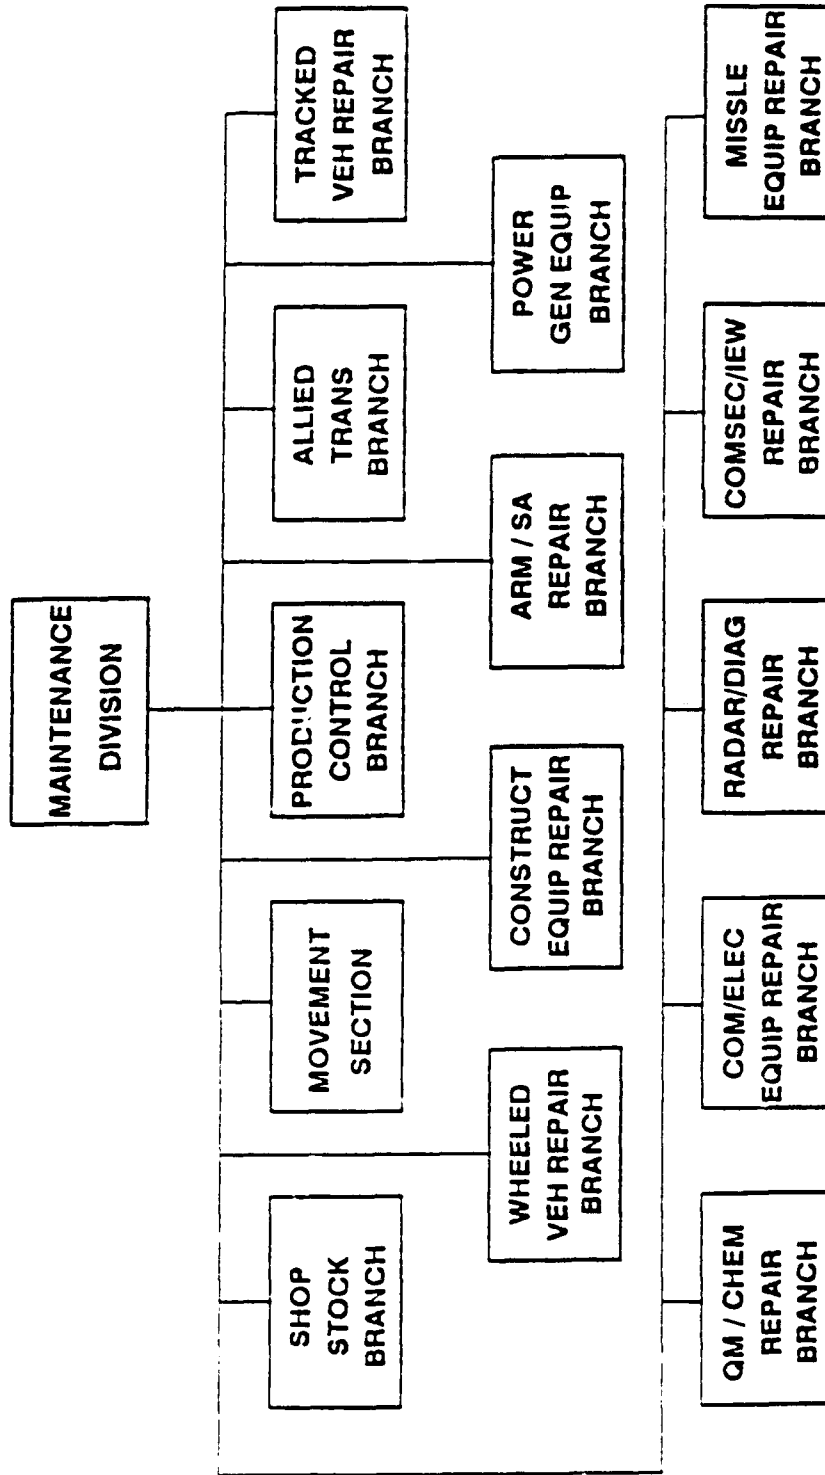 MAINTENANCE
DIVISION
SHOP
STOCK
BRANCH
MOVEMENT
SECTION
PRODUCTION
CONTROL
BRANCH
ALLIED
TRANS
BRANCH
TRACKED
VEH REPAIR
BRANCH
WHEELED
VEH REPAIR
BRANCH
CONSTRUCT
EQUIP REPAIR
BRANCH
ARM / SA
REPAIR
BRANCH
POWER
GEN EQUIP
BRANCH
QM / CHEM
REPAIR
BRANCH
COM/ELEC
EQUIP REPAIR
BRANCH
RADAR/DIAG
REPAIR
BRANCH
COMSEC/IEW
REPAIR
BRANCH
MISSLE
EQUIP REPAIR
BRANCH